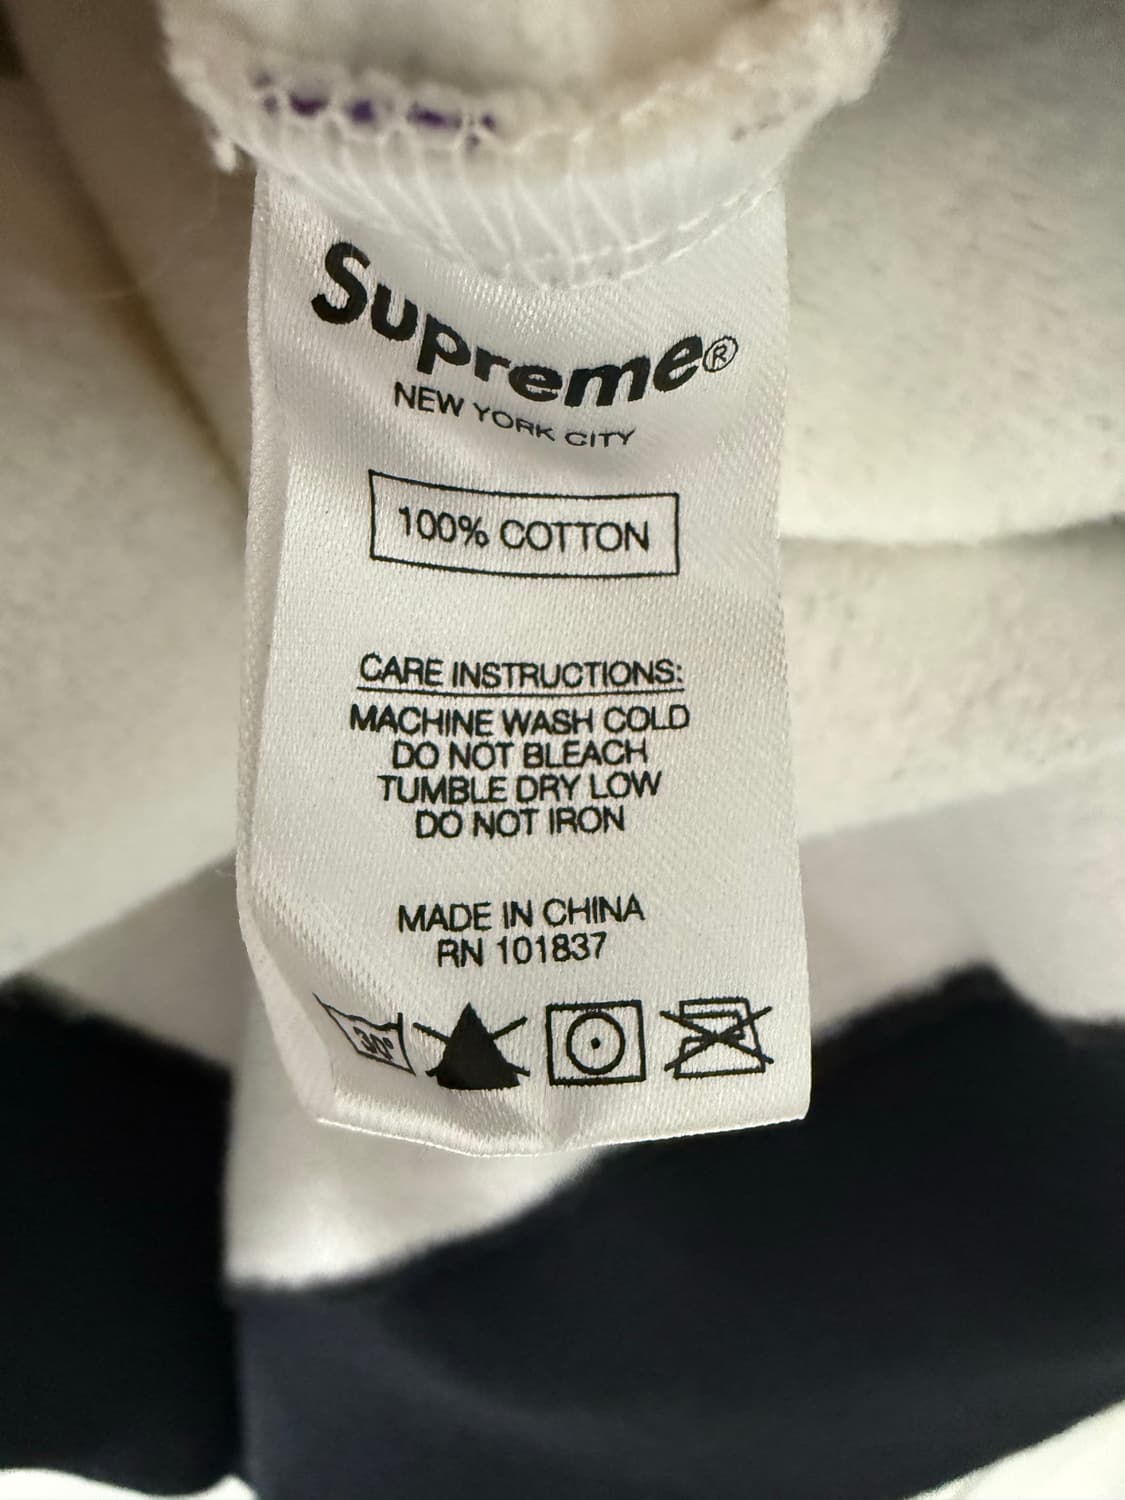 Supreme®
NEW YORK CITY
100% COTTON
CARE INSTRUCTIONS:
MACHINE WASH COLD
DO NOT BLEACH
TUMBLE DRY LOW
DO NOT IRON
MADE IN CHINA
RN 101837
30°